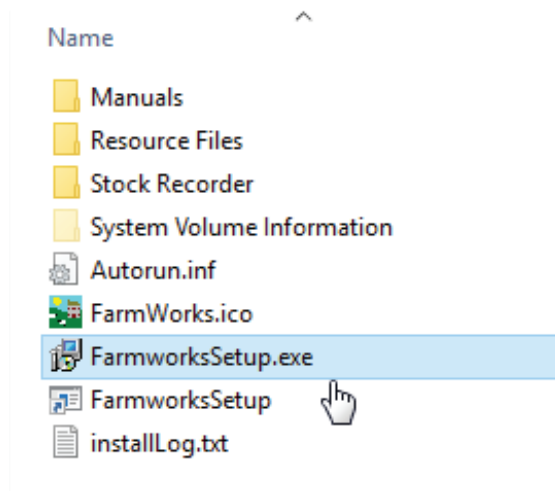 Name
Manuals
Resource Files
Stock Recorder
System Volume Information
Autorun.inf
FarmWorks.ico
FarmworksSetup.exe
FarmworksSetup
installLog.txt